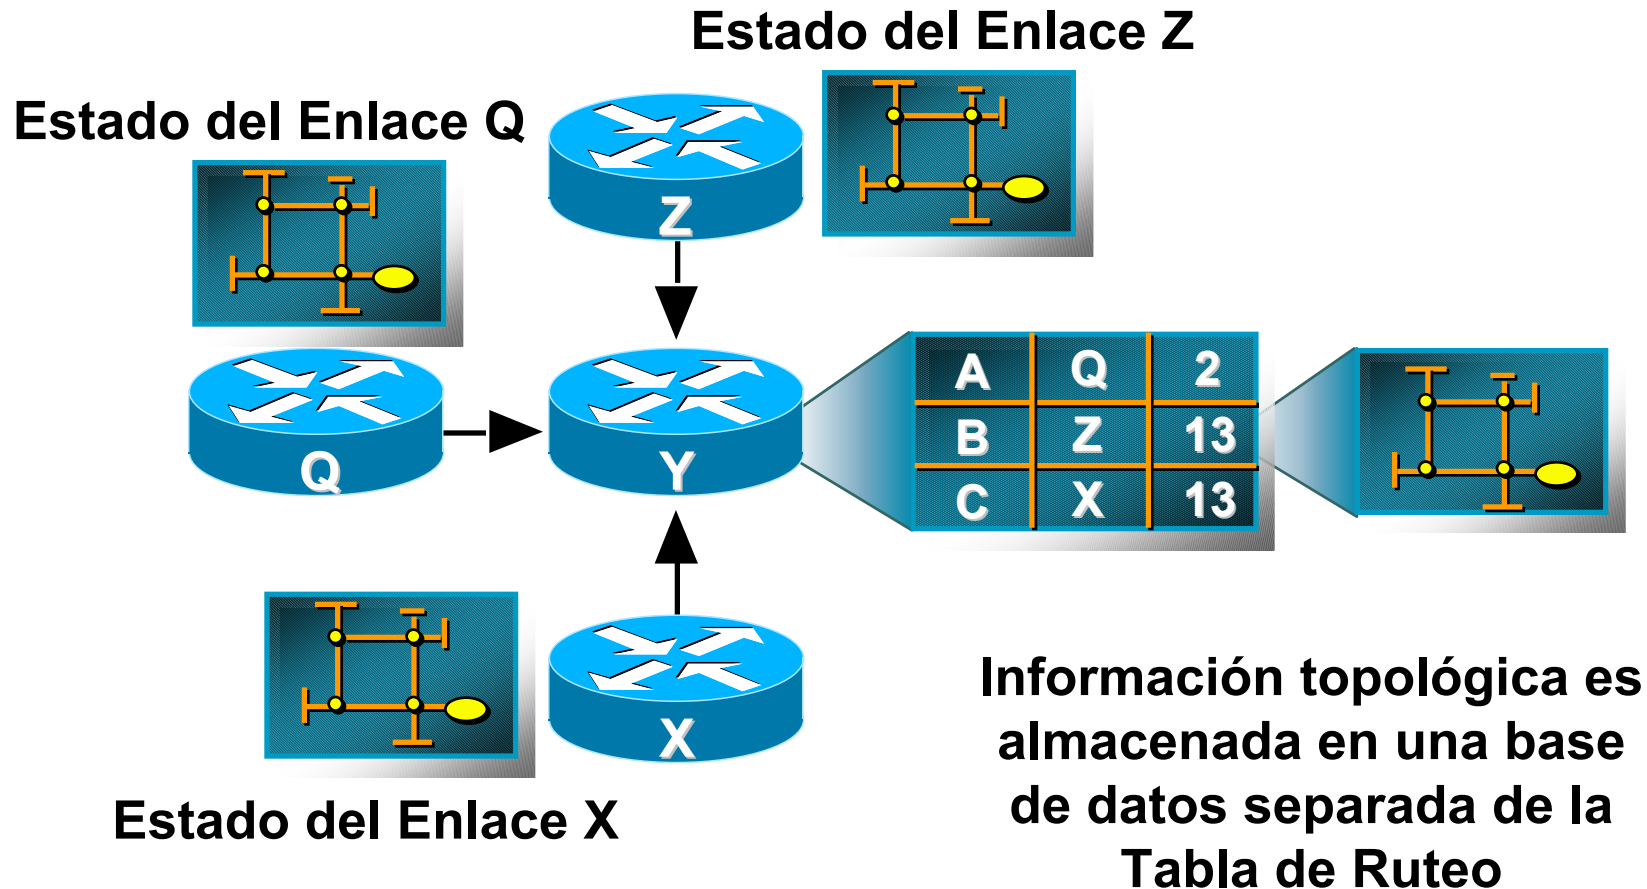 Estado del Enlace Z
Estado del Enlace Q
Z
Q
Y
A Q 2
B Z 13
C X 13
X
Estado del Enlace X
Información topológica es
almacenada en una base
de datos separada de la
Tabla de Ruteo